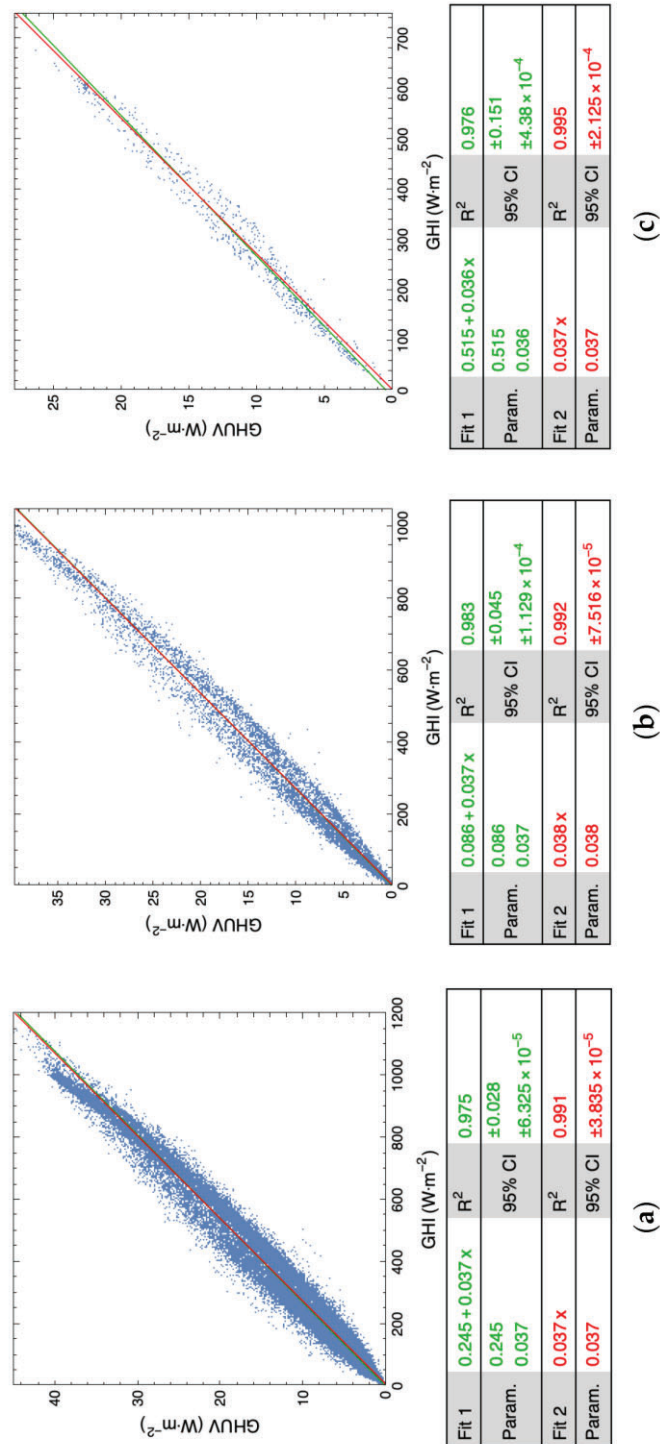 GHUV (W·m⁻²)
40
30
20
10
0
0 200 400 600 800 1000 1200
GHI (W·m⁻²)
Fit 1 0.245 + 0.037 x R² 0.975
Param. 0.245 95% CI ±0.028
0.037 ±6.325 × 10⁻⁵
Fit 2 0.037 x R² 0.991
Param. 0.037 95% CI ±3.835 × 10⁻⁵
(a)
GHUV (W·m⁻²)
35
30
25
20
15
10
5
0
0 200 400 600 800 1000
GHI (W·m⁻²)
Fit 1 0.086 + 0.037 x R² 0.983
Param. 0.086 95% CI ±0.045
0.037 ±1.129 × 10⁻⁴
Fit 2 0.038 x R² 0.992
Param. 0.038 95% CI ±7.516 × 10⁻⁵
(b)
GHUV (W·m⁻²)
25
20
15
10
5
0
0 100 200 300 400 500 600 700
GHI (W·m⁻²)
Fit 1 0.515 + 0.036 x R² 0.976
Param. 0.515 95% CI ±0.151
0.036 ±4.38 × 10⁻⁴
Fit 2 0.037 x R² 0.995
Param. 0.037 95% CI ±2.125 × 10⁻⁴
(c)